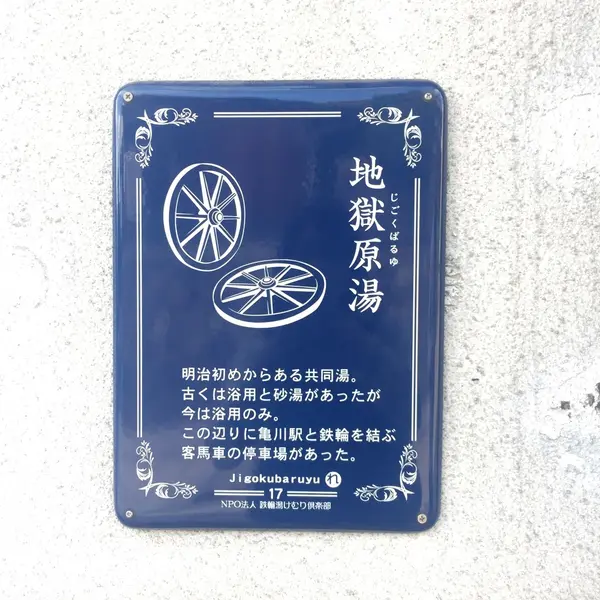 地獄原湯
じごくばるゆ
明治初めからある共同湯。
古くは浴用と砂湯があったが
今は浴用のみ。
この辺りに亀川駅と鉄輪を結ぶ
客馬車の停車場があった。
Jigokubaruyu れ
17
NPO法人 鉄輪湯けむり倶楽部